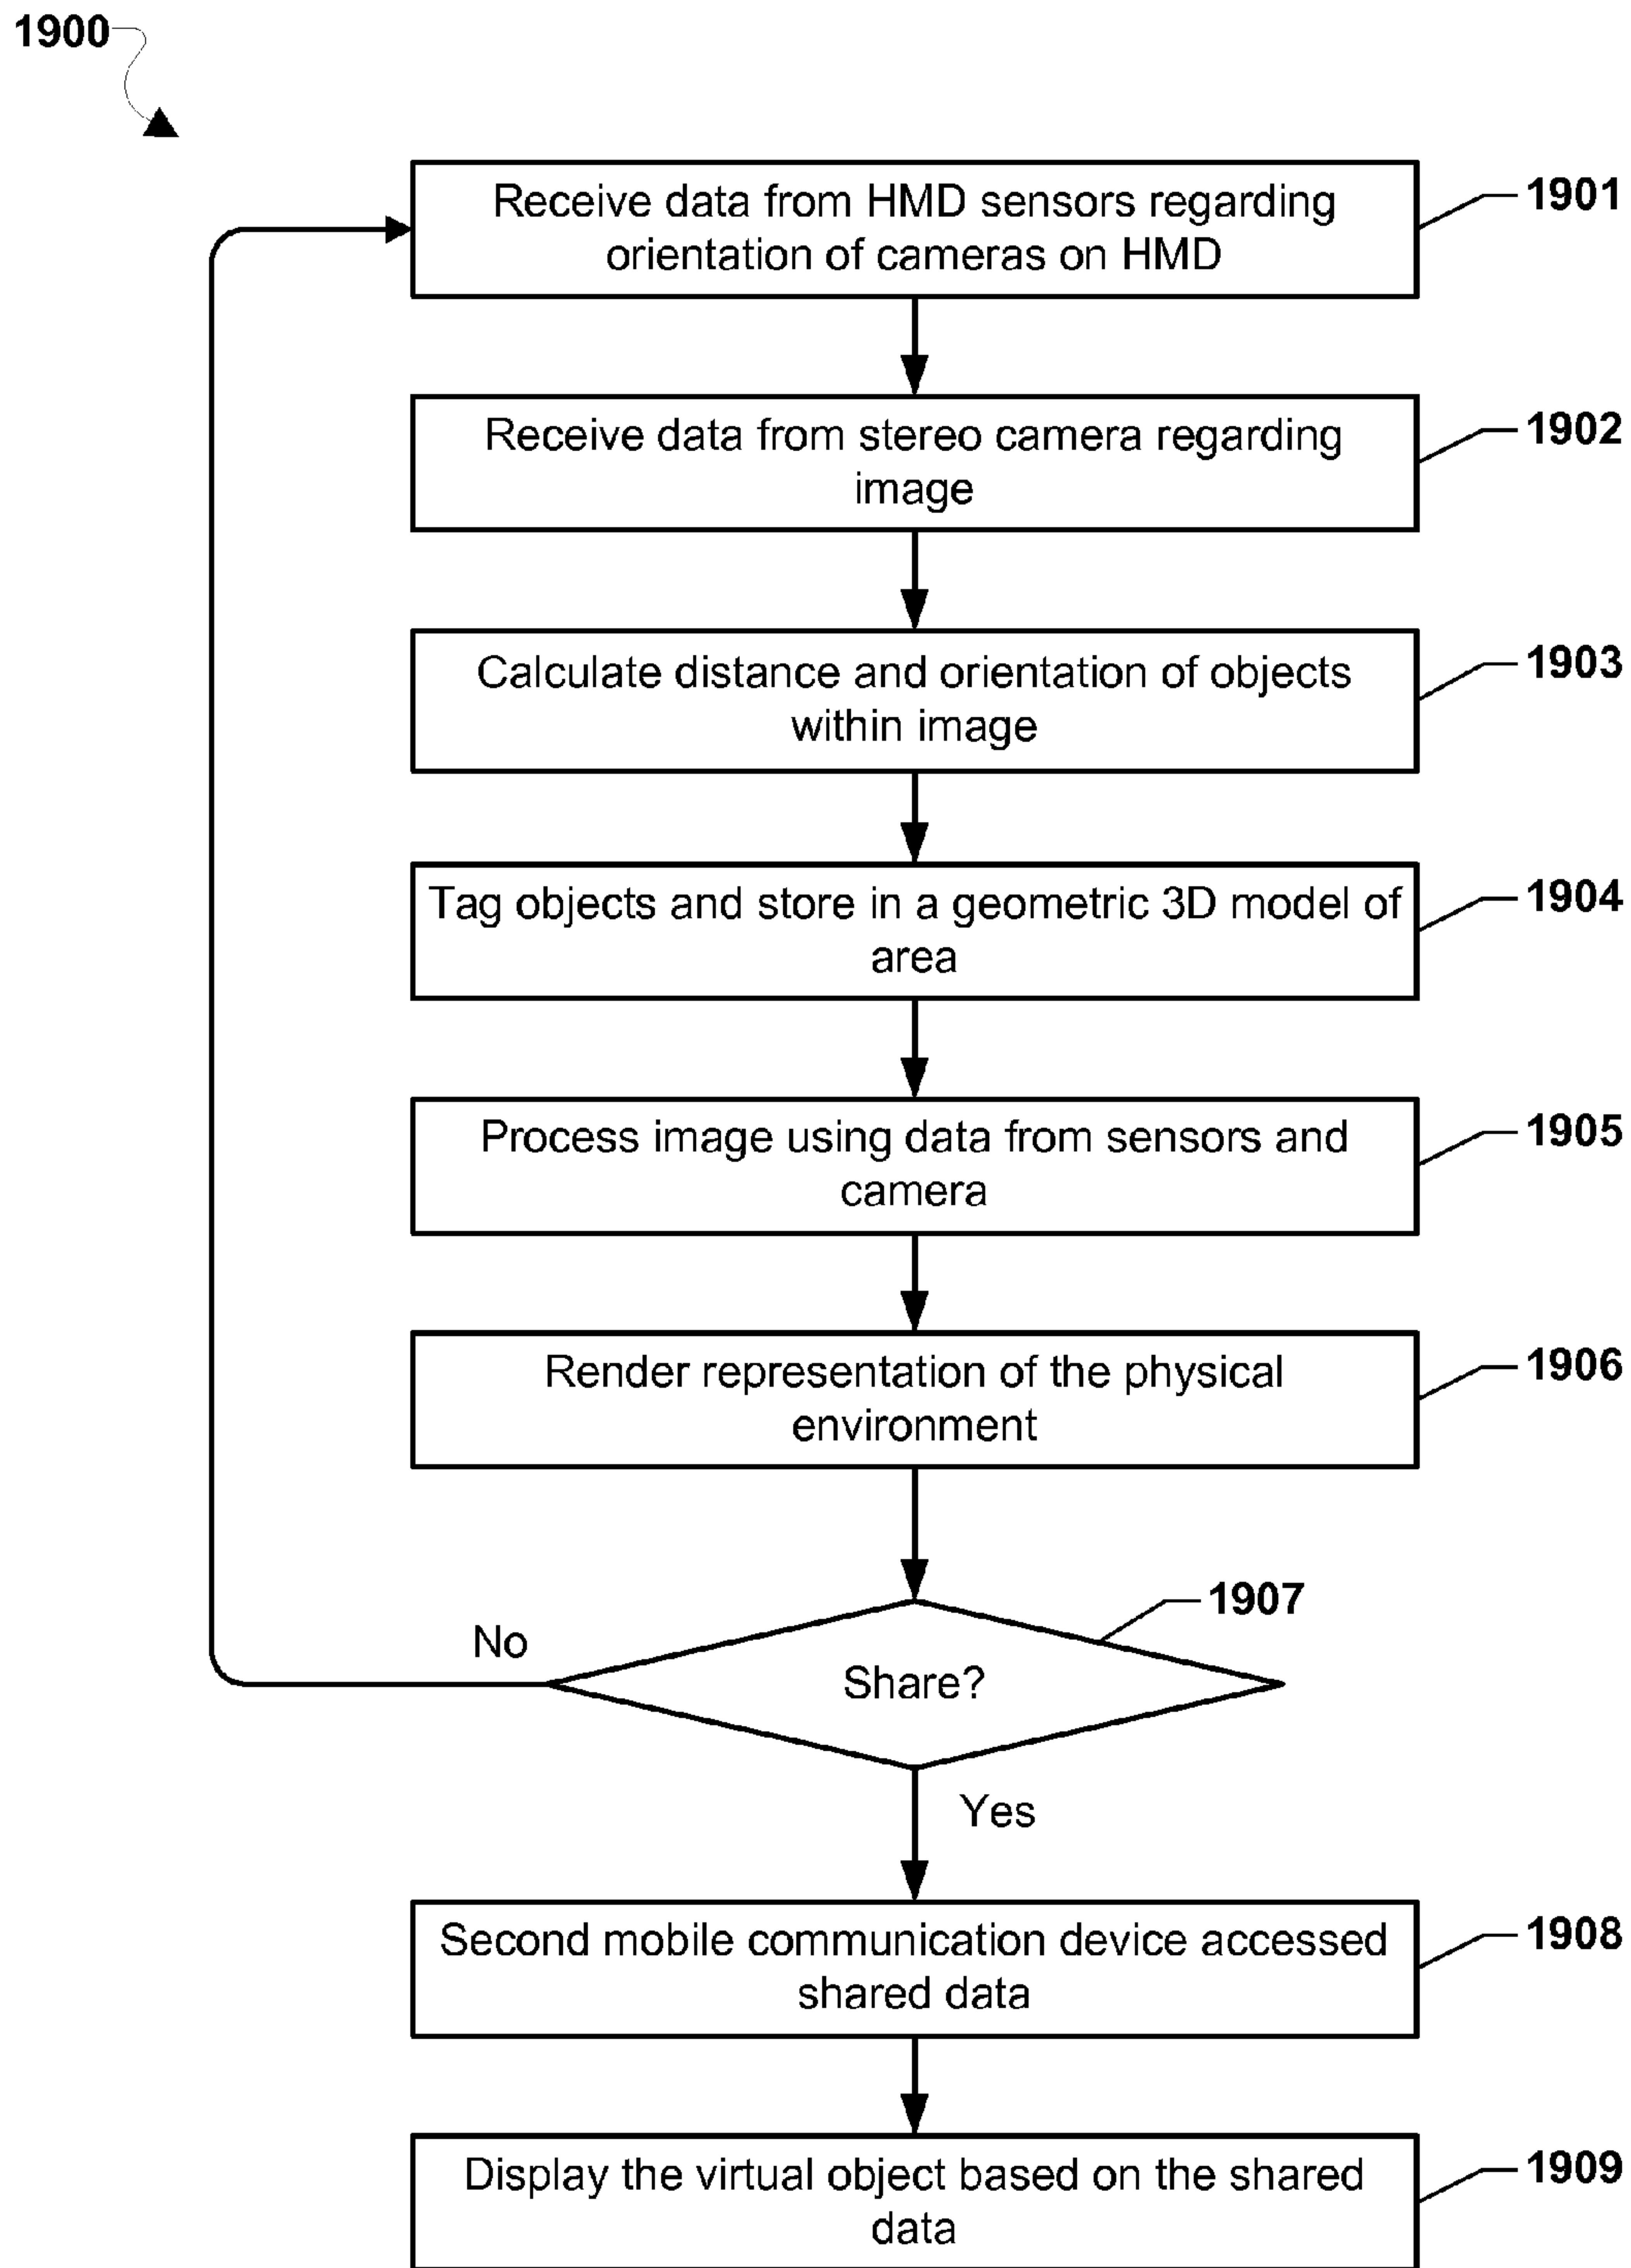 1900
Receive data from HMD sensors regarding
orientation of cameras on HMD
1901
Receive data from stereo camera regarding
image
1902
Calculate distance and orientation of objects
within image
1903
Tag objects and store in a geometric 3D model of
area
1904
Process image using data from sensors and
camera
1905
Render representation of the physical
environment
1906
1907
Share?
No
Yes
Second mobile communication device accessed
shared data
1908
Display the virtual object based on the shared
data
1909